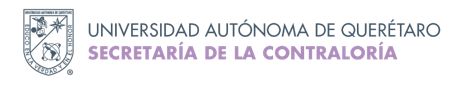 UNIVERSIDAD AUTÓNOMA DE QUERÉTARO
SECRETARÍA DE LA CONTRALORÍA